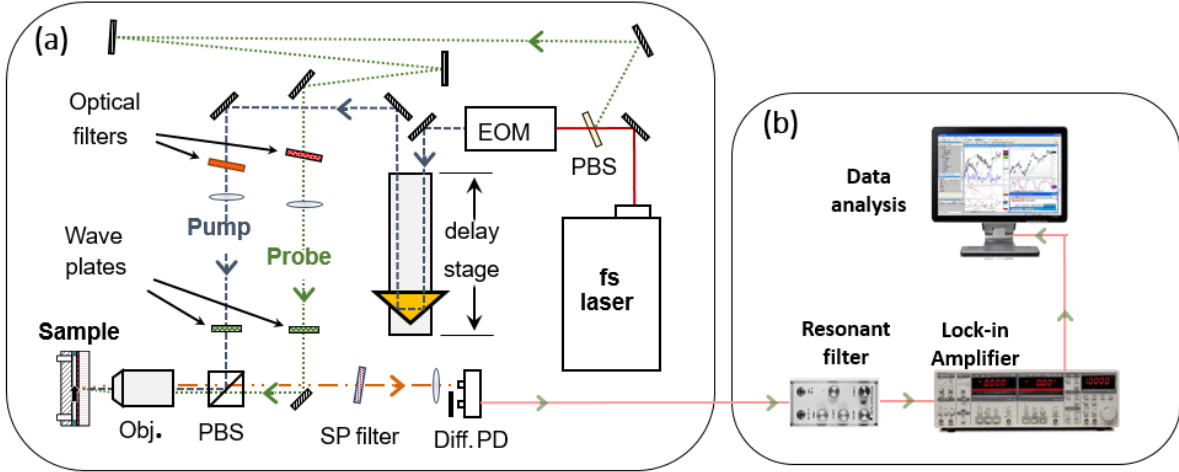 (a)
Optical
filters
EOM
PBS
Pump
Probe
delay
stage
Wave
plates
fs
laser
Sample
Obj.
PBS
SP filter
Diff. PD
(b)
Data
analysis
Resonant
filter
Lock-in
Amplifier